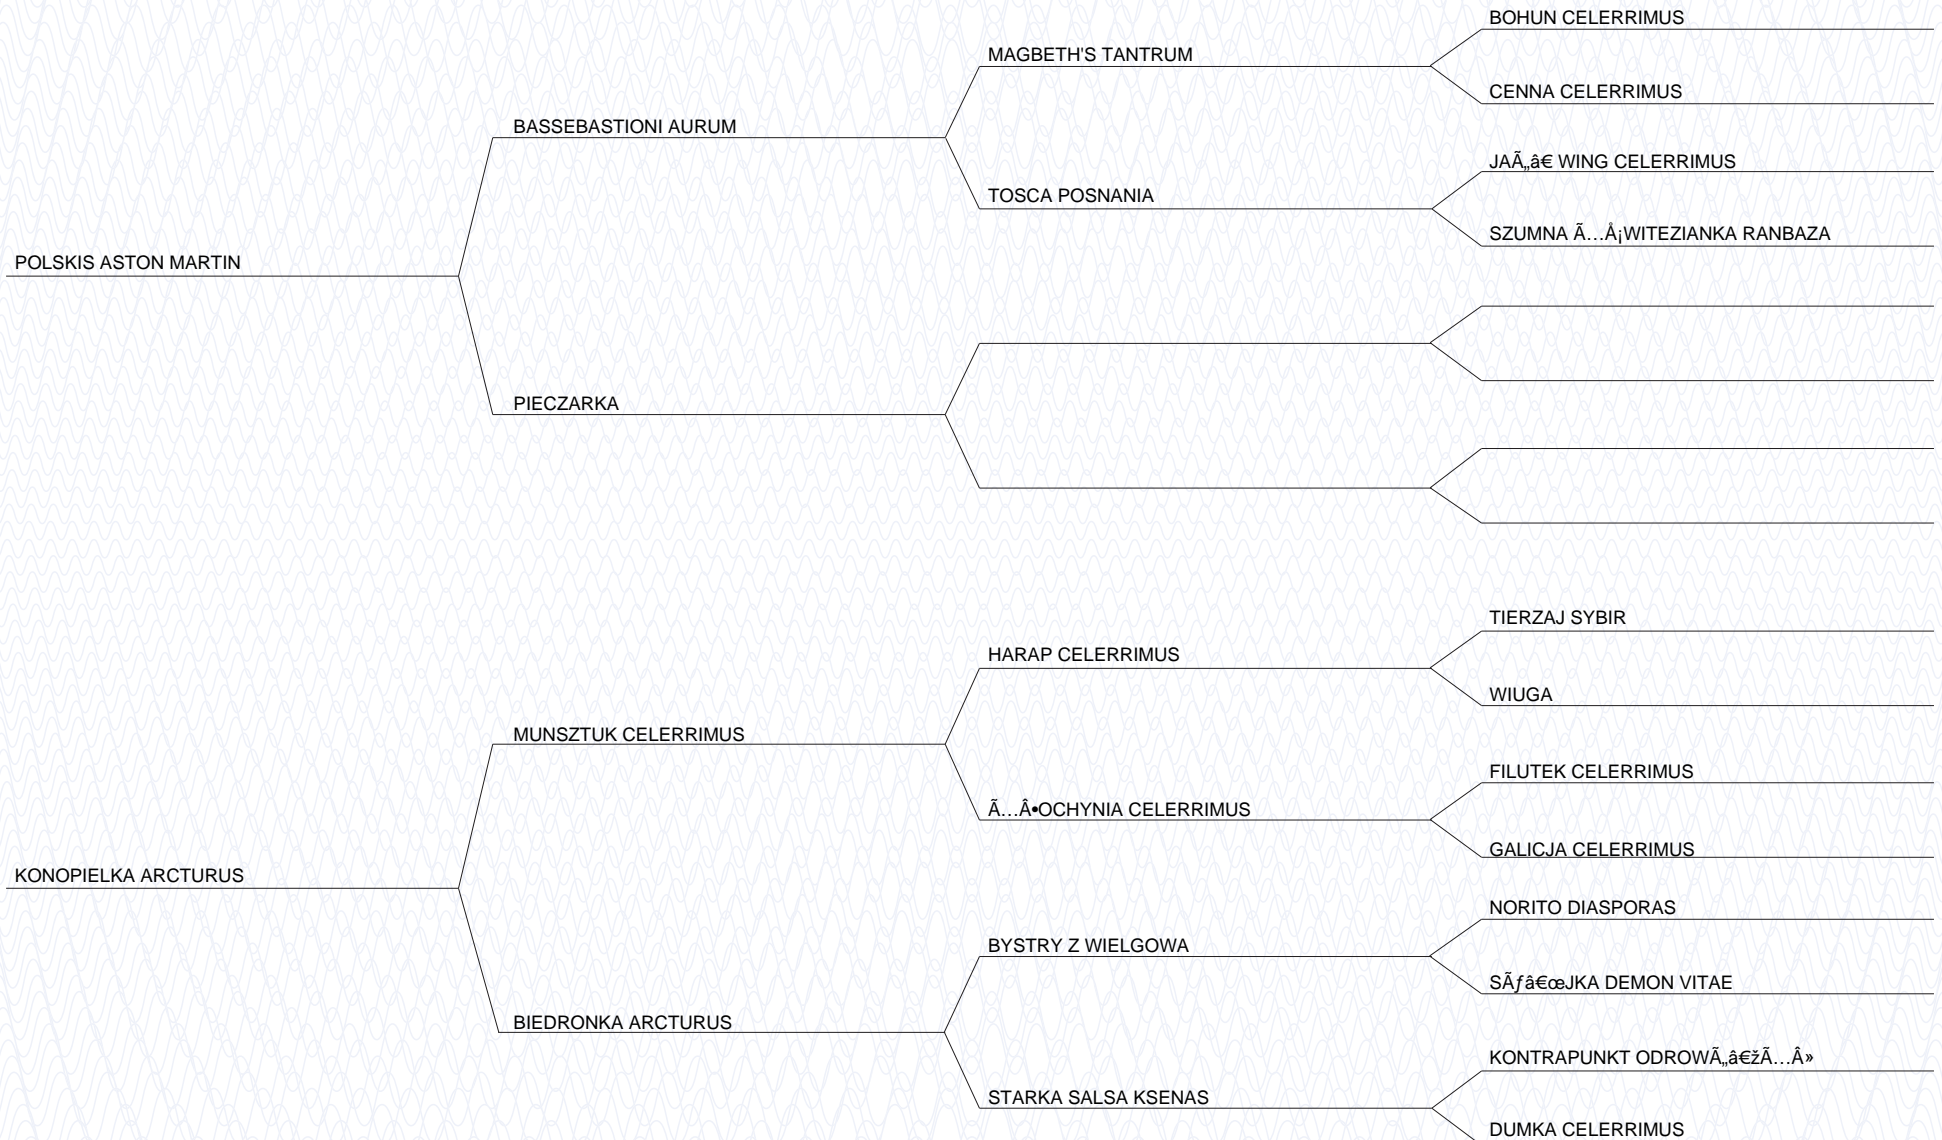 BOHUN CELERRIMUS
MAGBETH'S TANTRUM
CENNA CELERRIMUS
BASSEBASTIONI AURUM
JAÃ„â€ WING CELERRIMUS
TOSCA POSNANIA
SZUMNA Ã…Å¡WITEZIANKA RANBAZA
POLSKIS ASTON MARTIN
PIECZARKA
TIERZAJ SYBIR
HARAP CELERRIMUS
WIUGA
MUNSZTUK CELERRIMUS
FILUTEK CELERRIMUS
Ã…Â•OCHYNIA CELERRIMUS
GALICJA CELERRIMUS
KONOPIELKA ARCTURUS
NORITO DIASPORAS
BYSTRY Z WIELGOWA
SÃƒâ€œJKA DEMON VITAE
BIEDRONKA ARCTURUS
KONTRAPUNKT ODROWÃ„â€žÃ…Â»
STARKA SALSA KSENAS
DUMKA CELERRIMUS